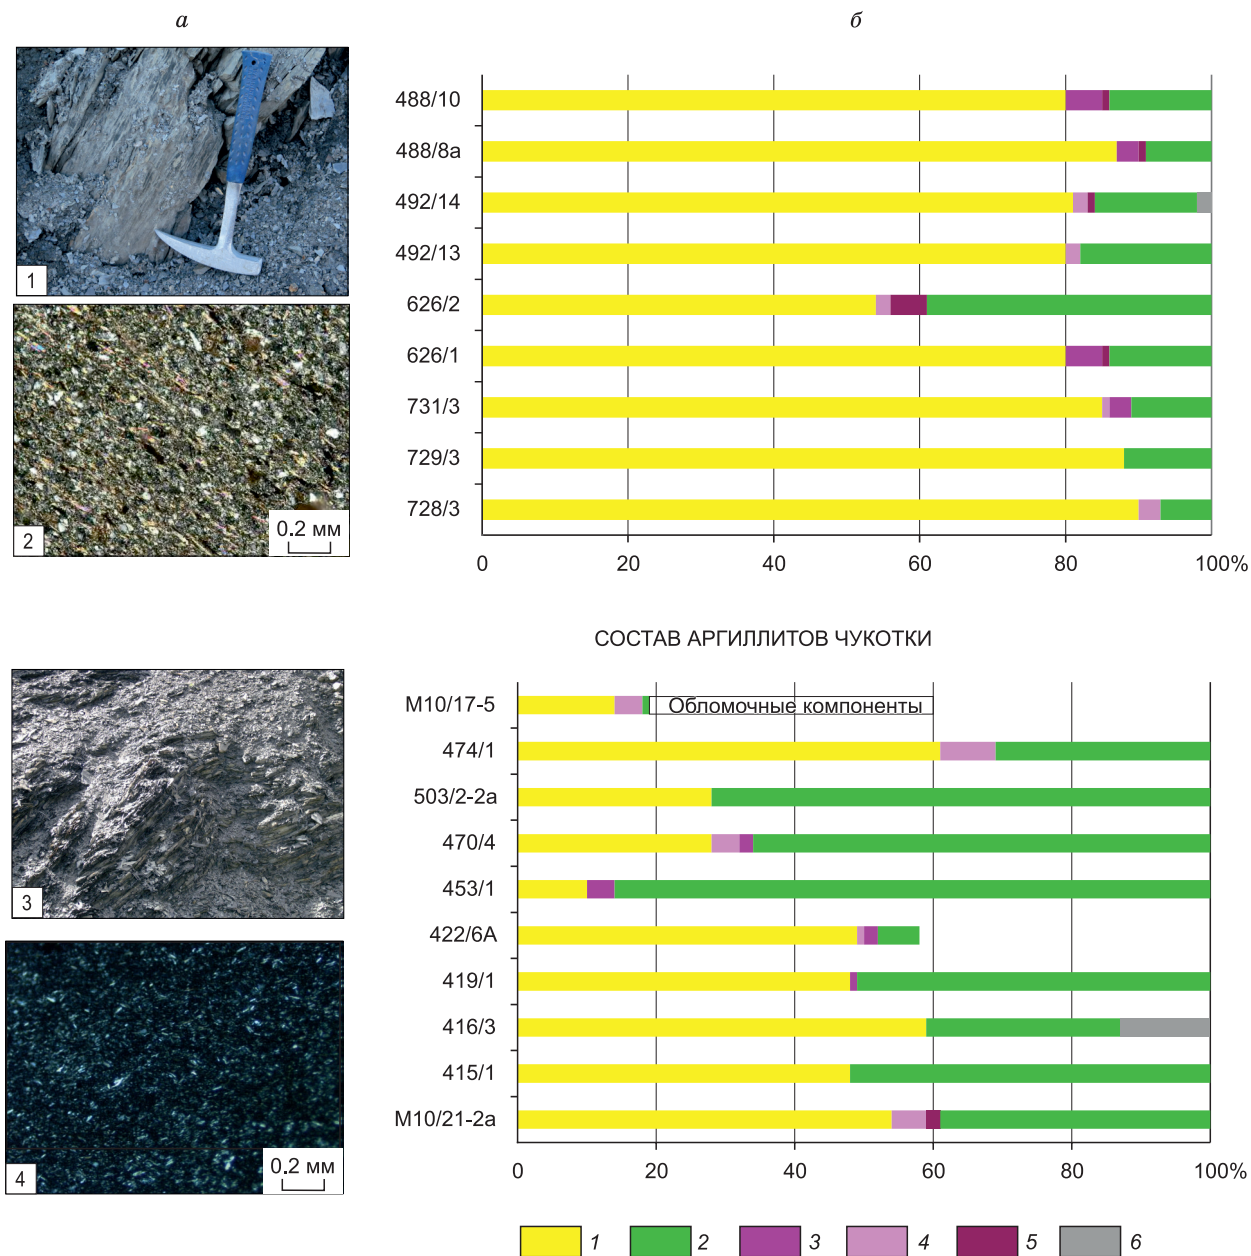 а
б
1
2
0.2 мм
488/10
488/8а
492/14
492/13
626/2
626/1
731/3
729/3
728/3
0 20 40 60 80 100%
СОСТАВ АРГИЛЛИТОВ ЧУКОТКИ
3
4
0.2 мм
М10/17-5
Обломочные компоненты
474/1
503/2-2а
470/4
453/1
422/6А
419/1
416/3
415/1
М10/21-2а
0 20 40 60 80 100%
1 2 3 4 5 6